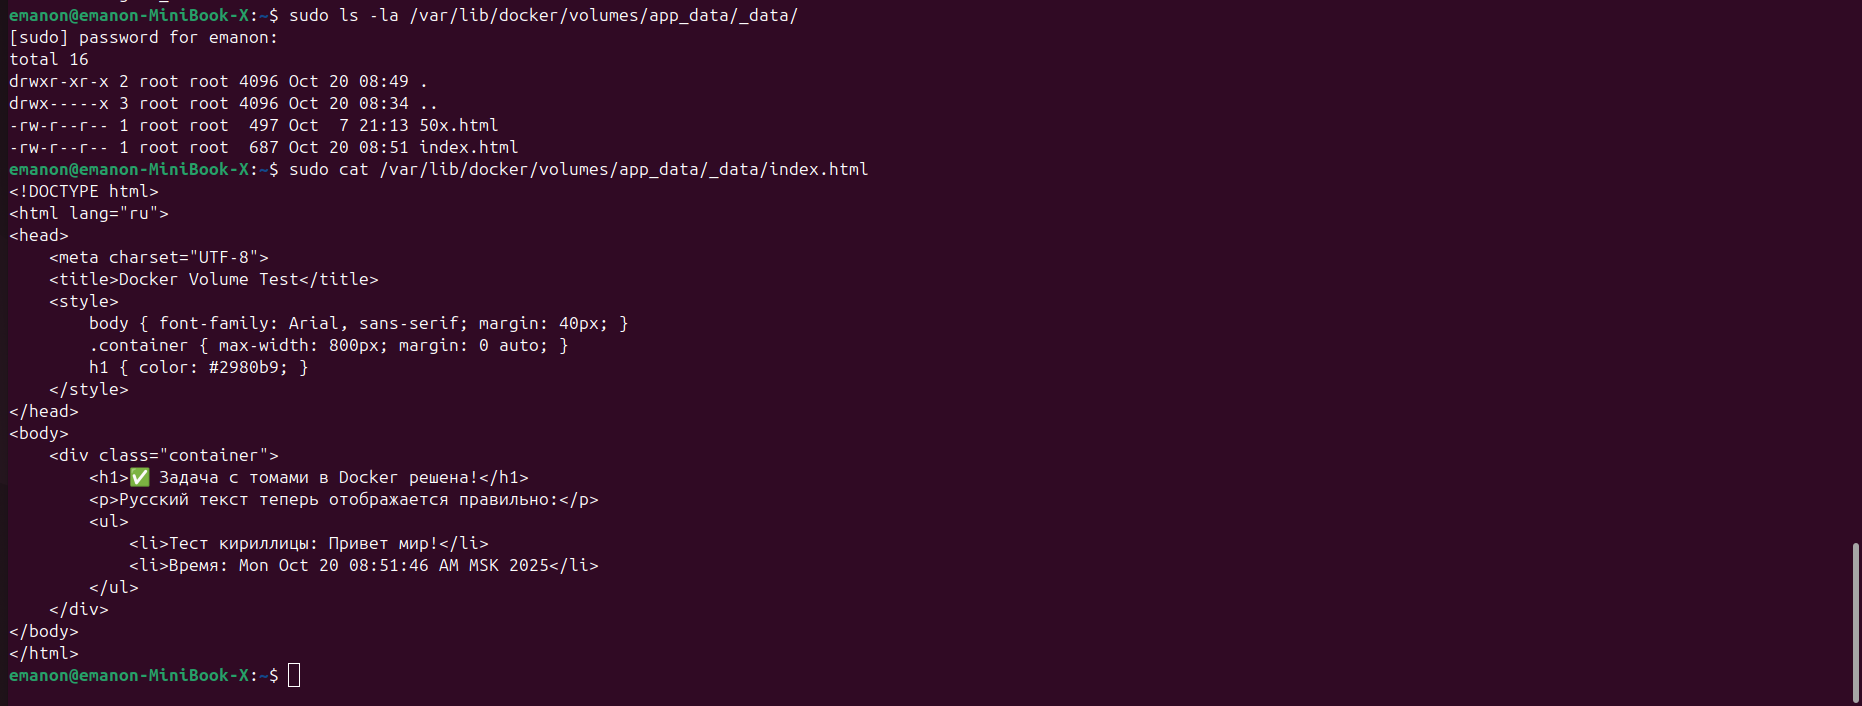 emanon@emanon-MiniBook-X:~$ sudo ls -la /var/lib/docker/volumes/app_data/_data/
[sudo] password for emanon:
total 16
drwxr-xr-x 2 root root 4096 Oct 20 08:49 .
drwx-----x 3 root root 4096 Oct 20 08:34 ..
-rw-r--r-- 1 root root  497 Oct  7 21:13 50x.html
-rw-r--r-- 1 root root  687 Oct 20 08:51 index.html
emanon@emanon-MiniBook-X:~$ sudo cat /var/lib/docker/volumes/app_data/_data/index.html
<!DOCTYPE html>
<html lang="ru">
<head>
    <meta charset="UTF-8">
    <title>Docker Volume Test</title>
    <style>
        body { font-family: Arial, sans-serif; margin: 40px; }
        .container { max-width: 800px; margin: 0 auto; }
        h1 { color: #2980b9; }
    </style>
</head>
<body>
    <div class="container">
        <h1>✅ Задача с томами в Docker решена!</h1>
        <p>Русский текст теперь отображается правильно:</p>
        <ul>
            <li>Тест кириллицы: Привет мир!</li>
            <li>Время: Mon Oct 20 08:51:46 AM MSK 2025</li>
        </ul>
    </div>
</body>
</html>
emanon@emanon-MiniBook-X:~$